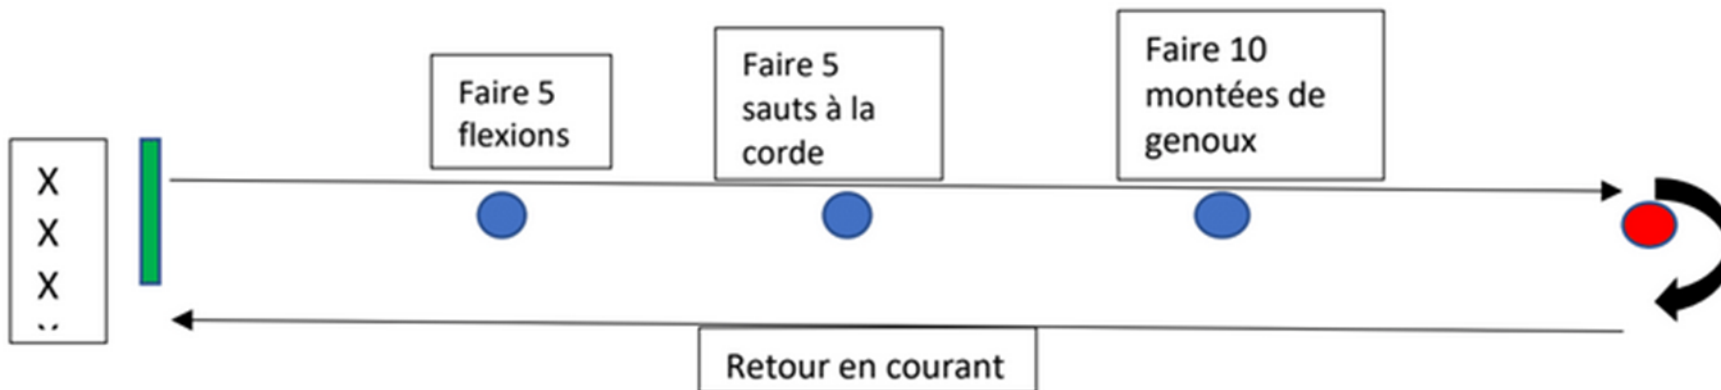 Faire 5
flexions
Faire 5
sauts à la
corde
Faire 10
montées de
genoux
X
X
X
Retour en courant